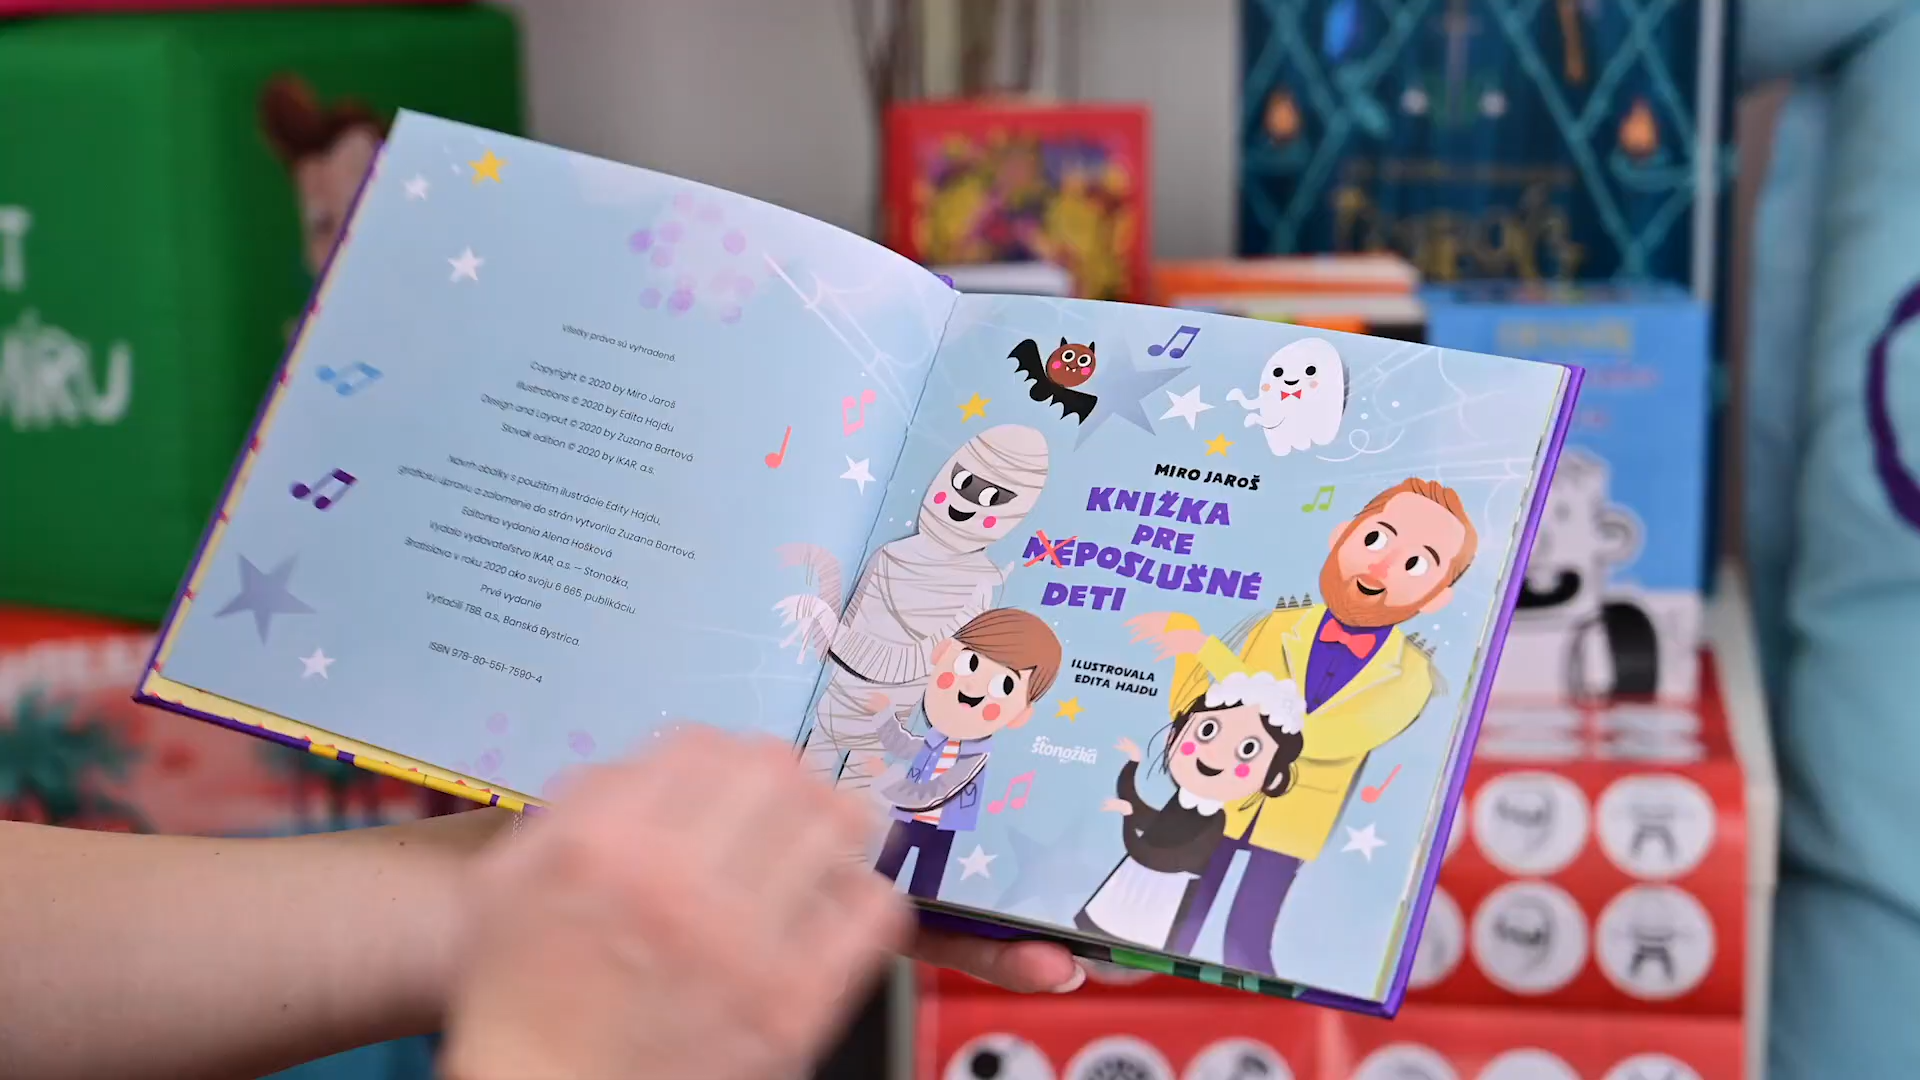 Všetky práva sú vyhradené.
Copyright © 2020 by Miro Jaroš
Illustrations © 2020 by Edita Hajdu
Design and Layout © 2020 by Zuzana Bartová
Slovak edition © 2020 by IKAR, a.s.
Návrh obálky s použitím ilustrácie Edity Hajdu,
grafickú úpravu a zalomenie do strán vytvorila Zuzana Bartová.
Editorka vydania Alena Hošková
Vydalo vydavateľstvo IKAR, a.s. – Stonožka,
Bratislava v roku 2020 ako svoju 6 665. publikáciu
Prvé vydanie
Vytlačili TBB, a.s., Banská Bystrica.
ISBN 978-80-551-7590-4
MIRO JAROŠ
KNIŽKA
PRE
NEPOSLUŠNÉ
DETI
ILUSTROVALA
EDITA HAJDU
stonožka